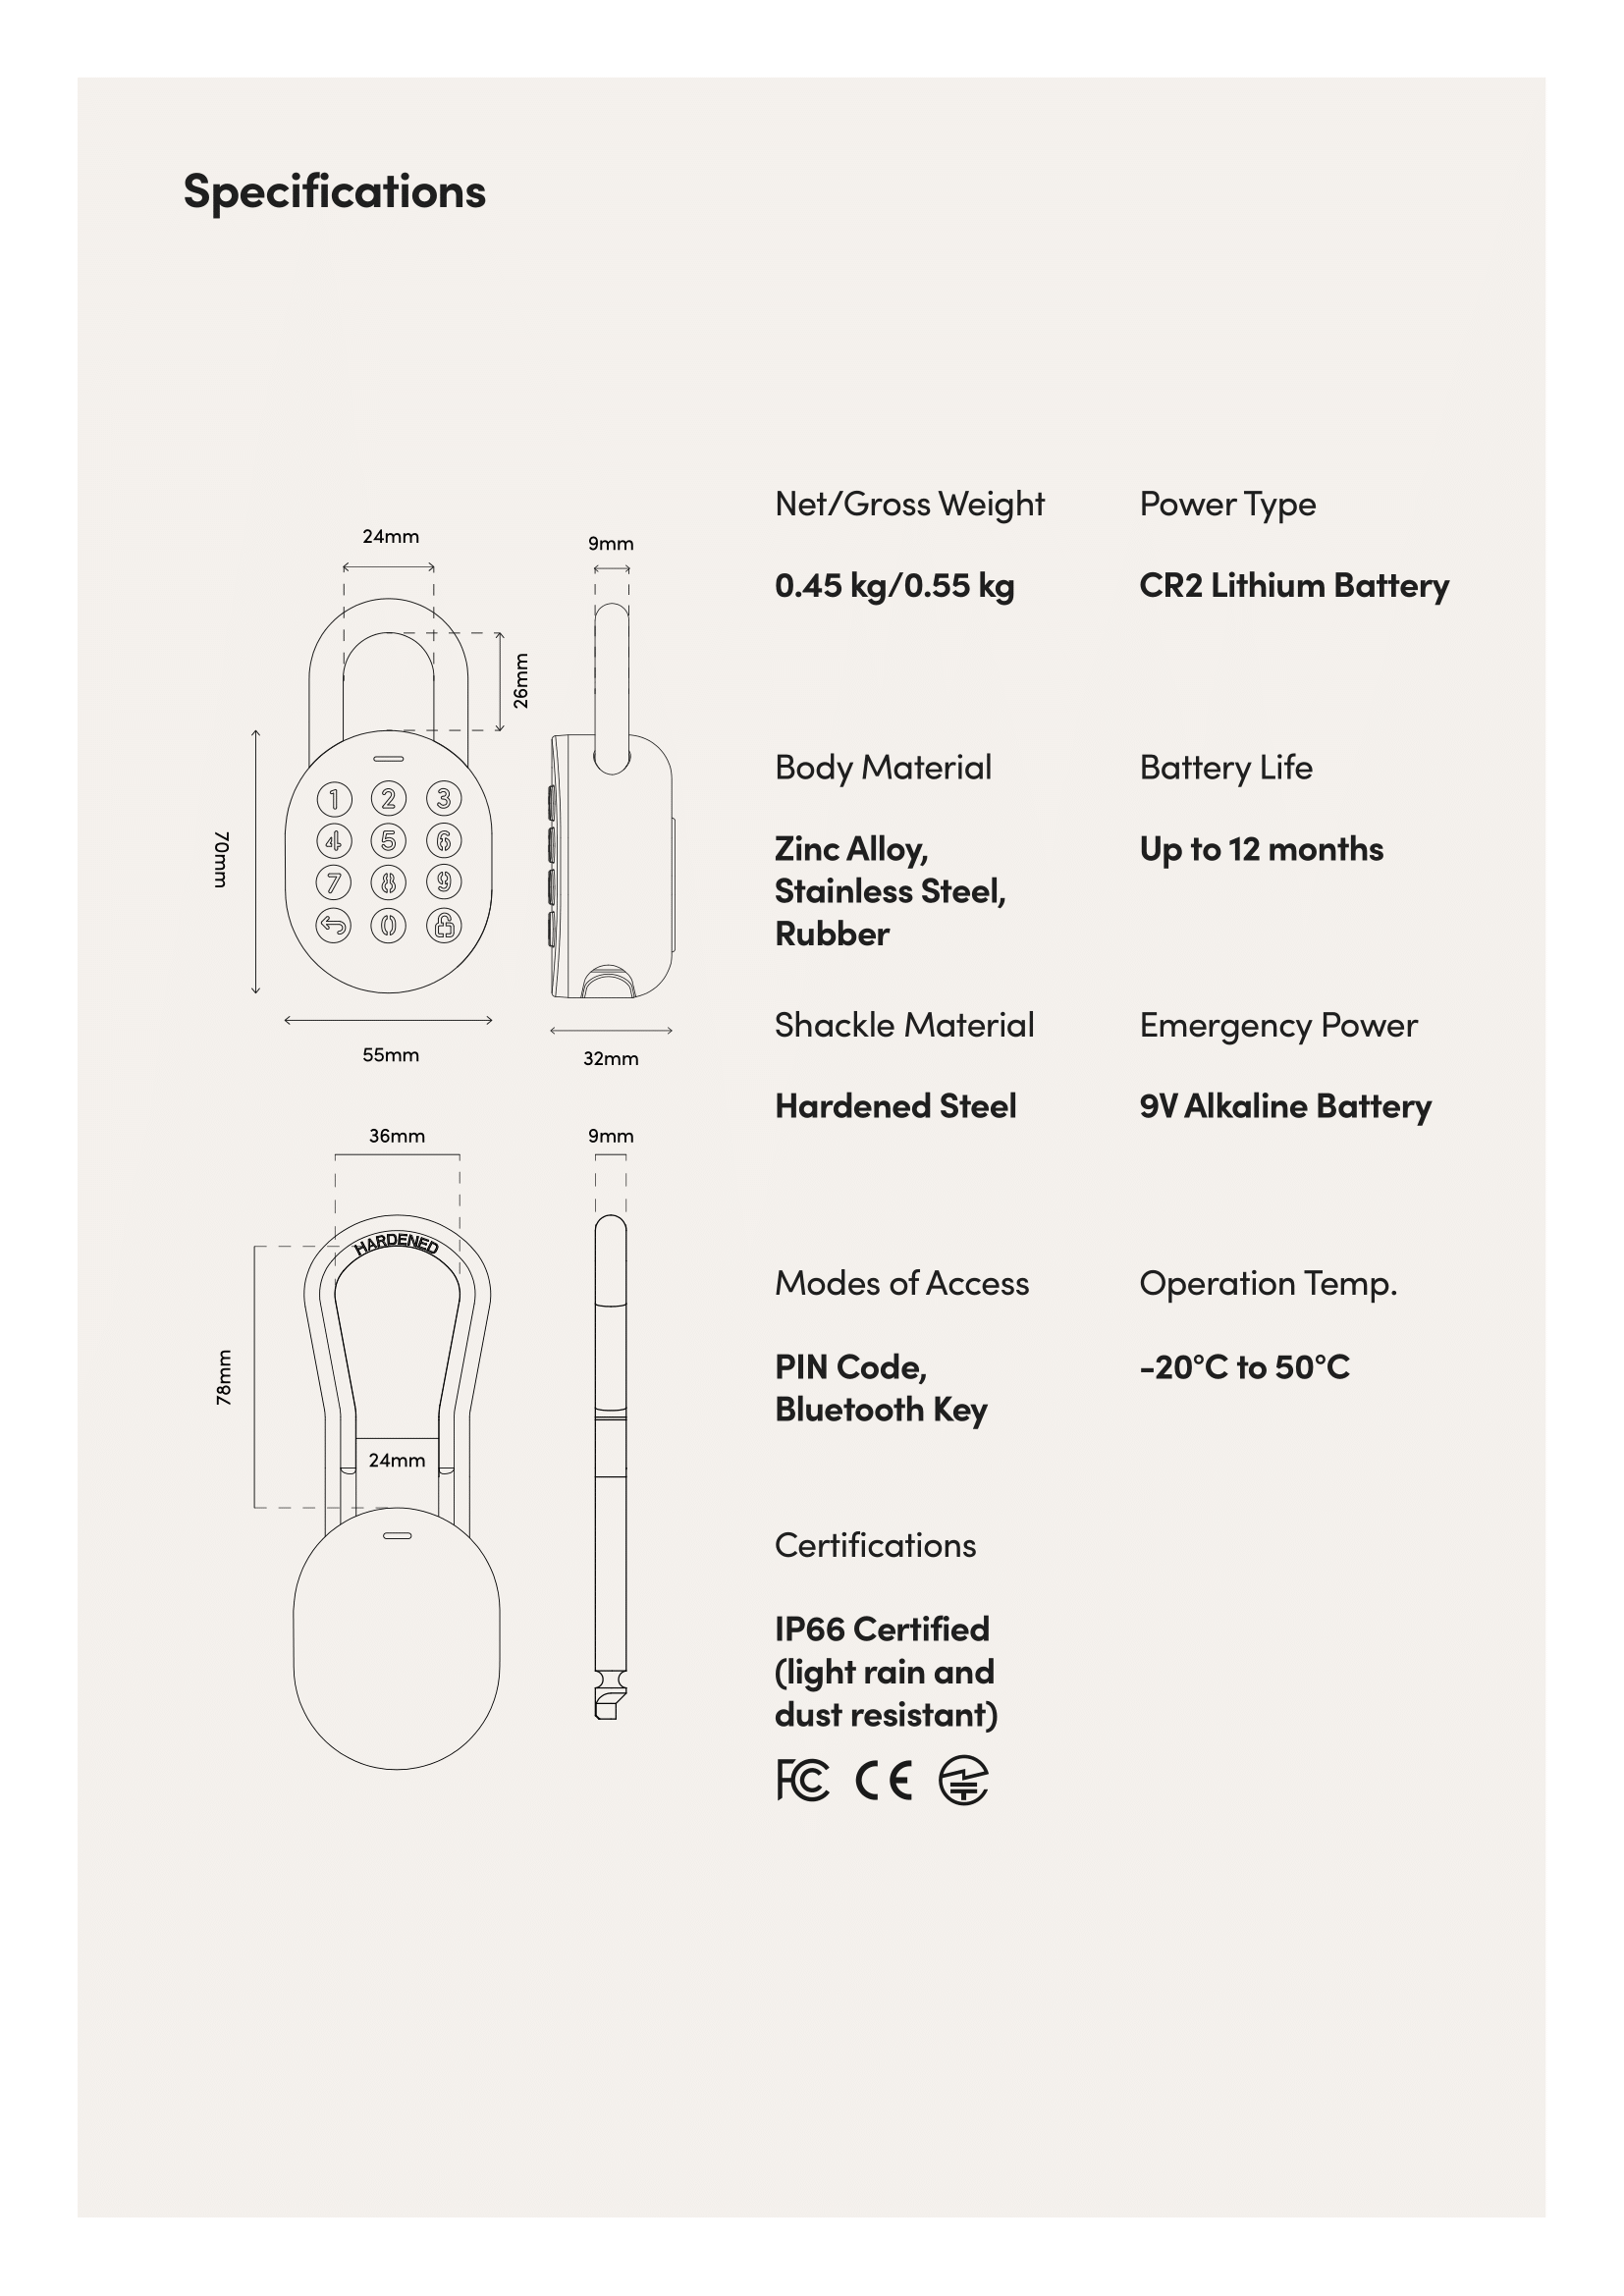 Specifications
24mm
9mm
26mm
70mm
1 2 3
4 5 6
7 8 9
0
55mm
32mm
36mm
9mm
HARDENED
78mm
24mm
Net/Gross Weight
0.45 kg/0.55 kg
Power Type
CR2 Lithium Battery
Body Material
Zinc Alloy,
Stainless Steel,
Rubber
Battery Life
Up to 12 months
Shackle Material
Hardened Steel
Emergency Power
9V Alkaline Battery
Modes of Access
PIN Code,
Bluetooth Key
Operation Temp.
-20°C to 50°C
Certifications
IP66 Certified
(light rain and
dust resistant)
FC CE